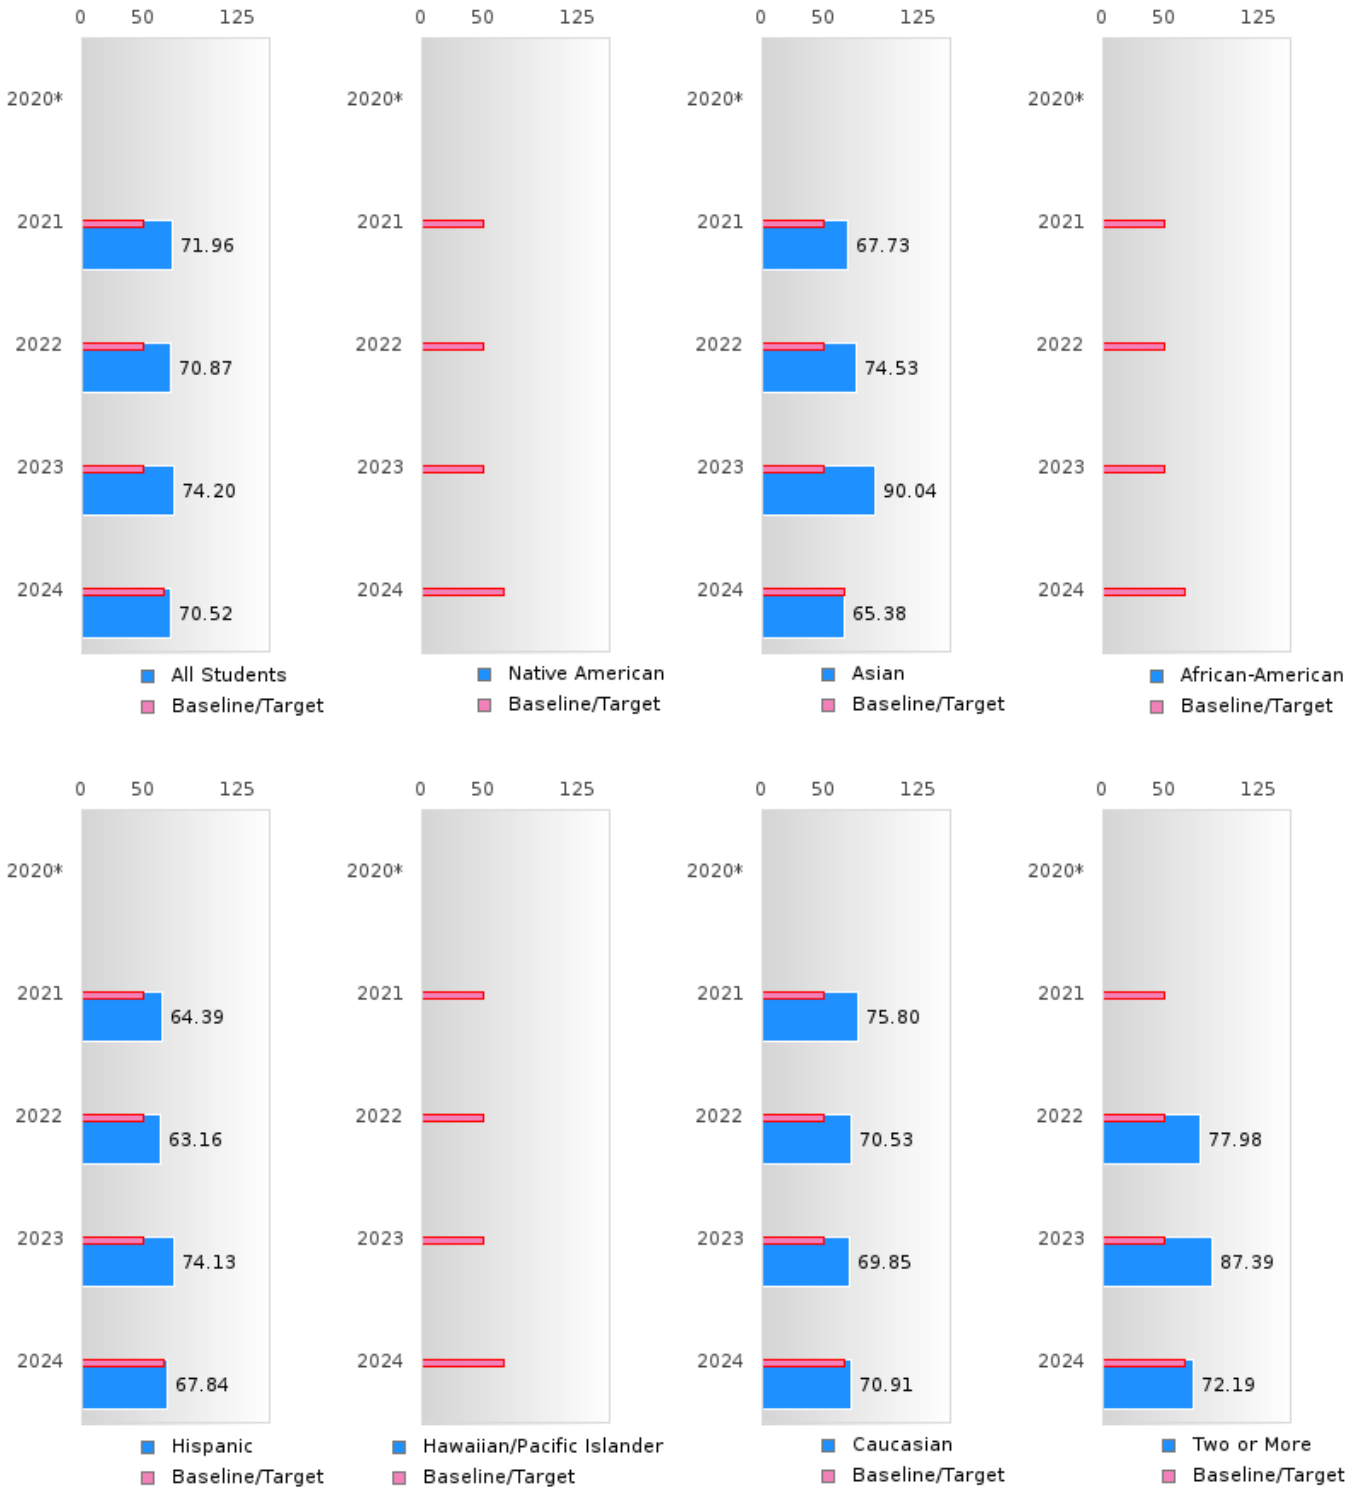 0 50 125 0 50 125 0 50 125 0 50 125
2020* 2020* 2020* 2020*
2021 2021 2021 2021
71.96 67.73
2022 2022 2022 2022
70.87 74.53
2023 2023 2023 2023
74.20 90.04
2024 2024 2024 2024
70.52 65.38
All Students Native American Asian African-American
Baseline/Target Baseline/Target Baseline/Target Baseline/Target
0 50 125 0 50 125 0 50 125 0 50 125
2020* 2020* 2020* 2020*
2021 2021 2021 2021
64.39 75.80
2022 2022 2022 2022
63.16 70.53 77.98
2023 2023 2023 2023
74.13 69.85 87.39
2024 2024 2024 2024
67.84 70.91 72.19
Hispanic Hawaiian/Pacific Islander Caucasian Two or More
Baseline/Target Baseline/Target Baseline/Target Baseline/Target